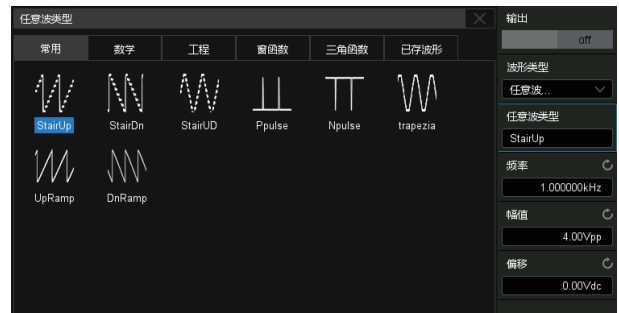 任意波类型
常用 数学 工程 窗函数 三角函数 已存波形
StairUp StairDn StairUD Ppulse Npulse trapezia
UpRamp DnRamp
输出
off
波形类型
任意波...
任意波类型
StairUp
频率
1.000000kHz
幅值
4.00Vpp
偏移
0.00Vdc